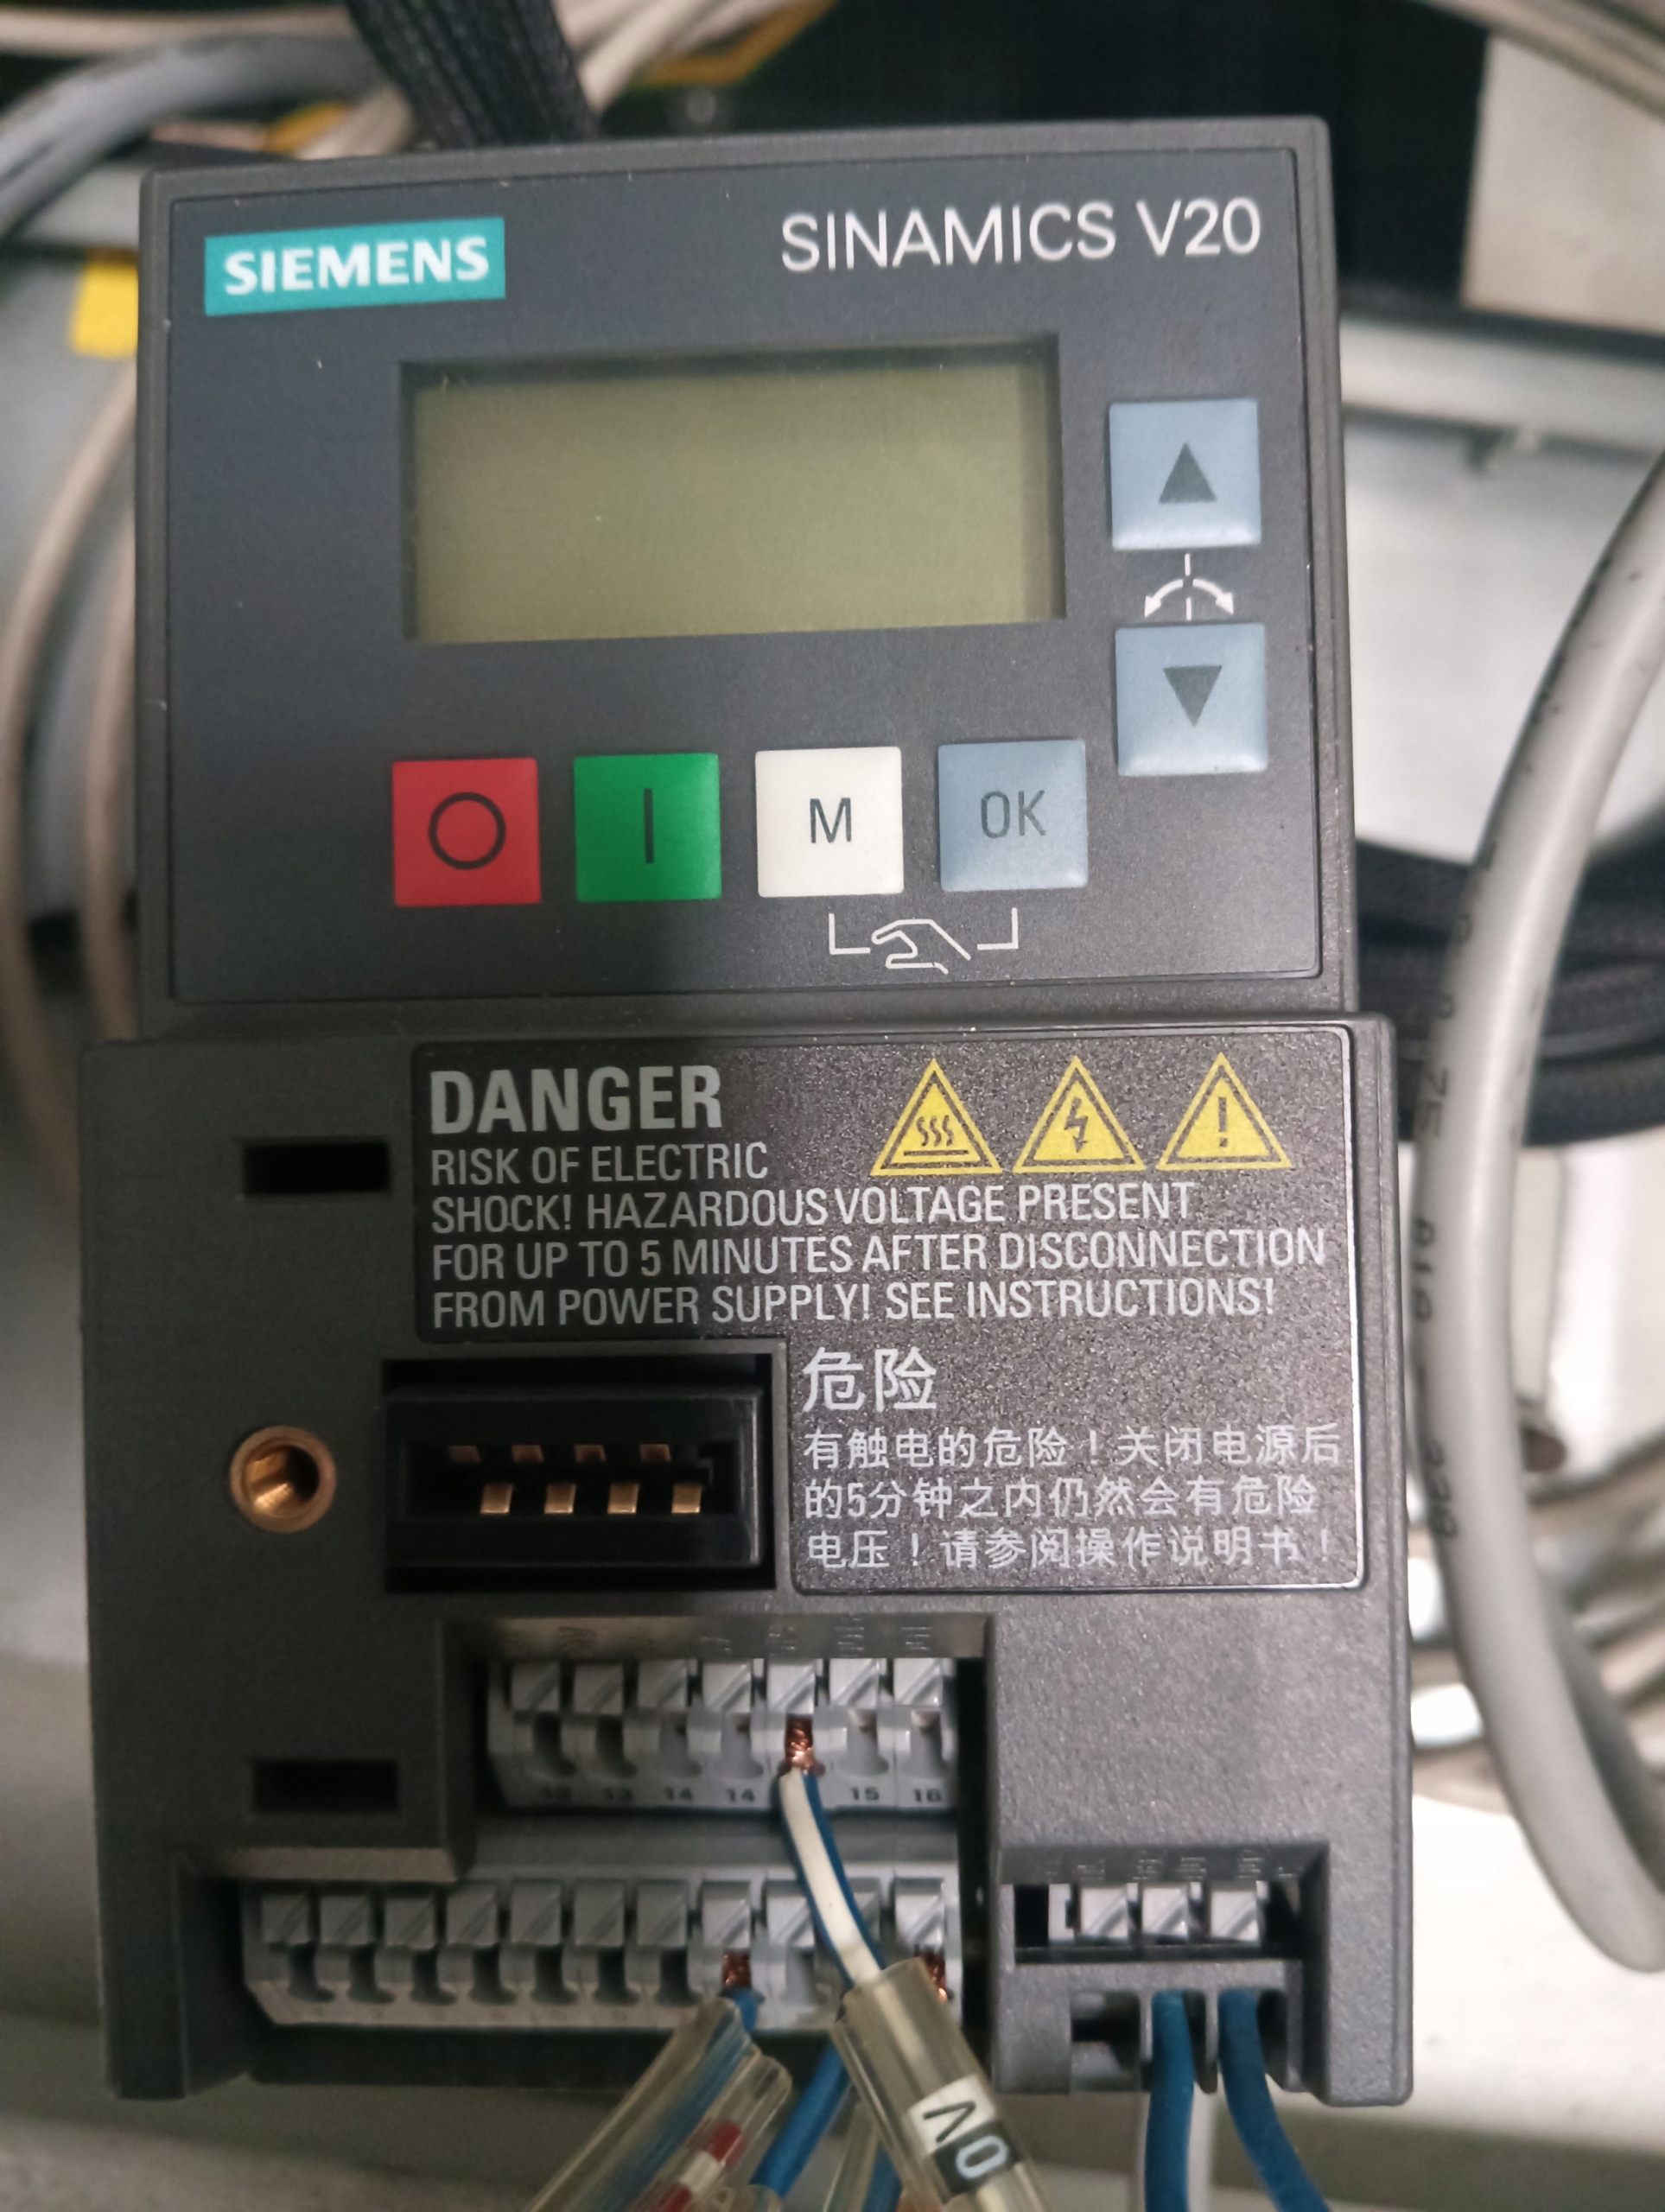 SIEMENS
SINAMICS V20
M
OK
DANGER
RISK OF ELECTRIC
SHOCK! HAZARDOUS VOLTAGE PRESENT
FOR UP TO 5 MINUTES AFTER DISCONNECTION
FROM POWER SUPPLY! SEE INSTRUCTIONS!
危险
有触电的危险！关闭电源后
的5分钟之内仍然会有危险
电压！请参阅操作说明书！
12 13 14 14 15 16
0V